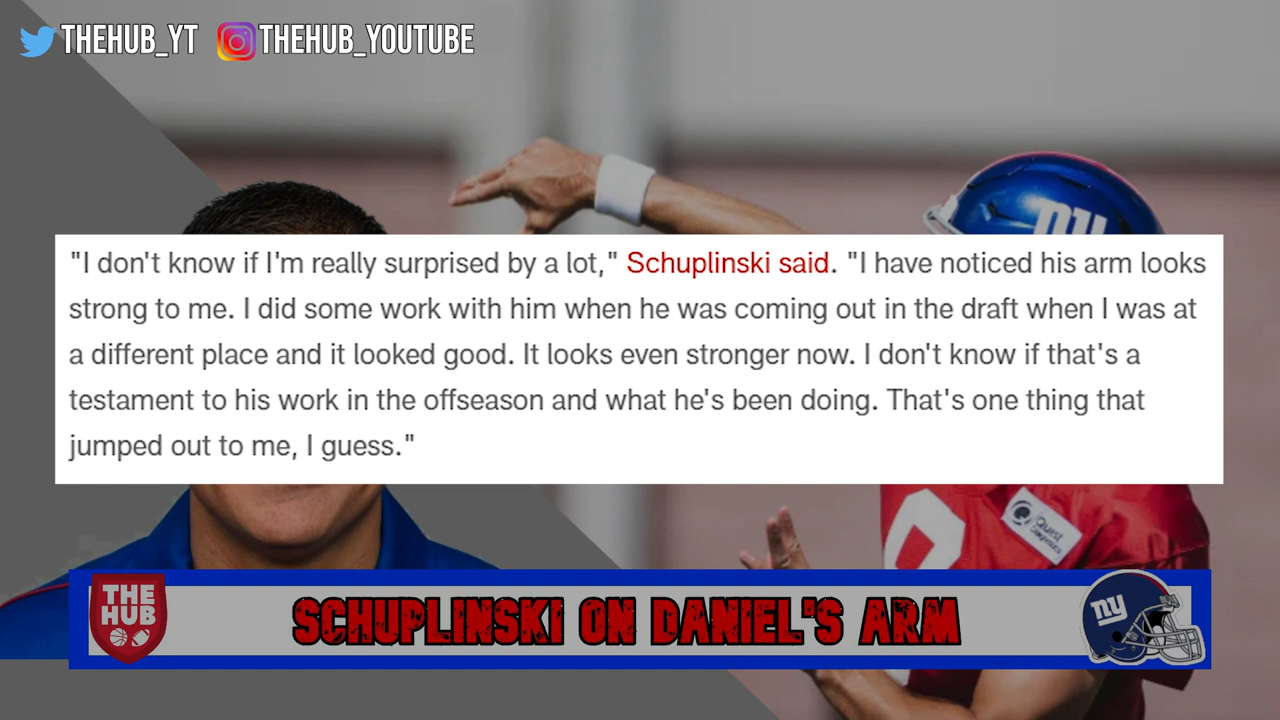 THEHUB_YT THEHUB_YOUTUBE
ny
"I don't know if I'm really surprised by a lot," Schuplinski said. "I have noticed his arm looks
strong to me. I did some work with him when he was coming out in the draft when I was at
a different place and it looked good. It looks even stronger now. I don't know if that's a
testament to his work in the offseason and what he's been doing. That's one thing that
jumped out to me, I guess."
Quest
Diagnostics
THE
HUB
SCHUPLINSKI ON DANIEL'S ARM
ny